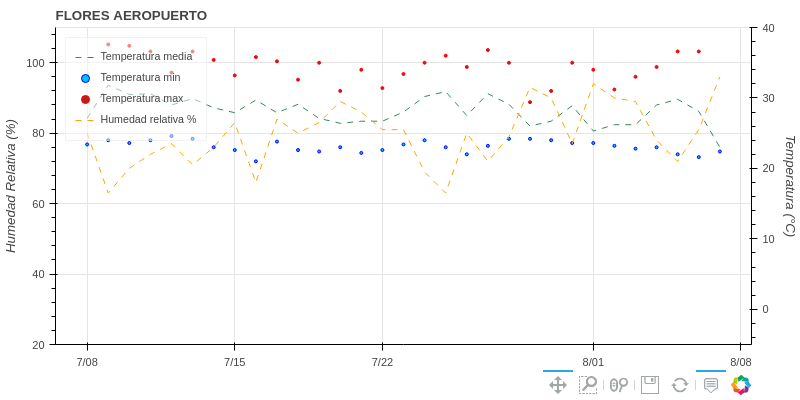 FLORES AEROPUERTO
Temperatura media
Temperatura min
Temperatura max
Humedad relativa %
Humedad Relativa (%)
100
80
60
40
20
Temperatura (°C)
40
30
20
10
0
7/08
7/15
7/22
8/01
8/08